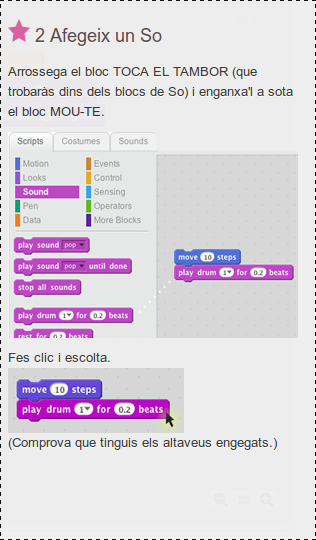 2 Afegeix un So
Arrossega el bloc TOCA EL TAMBOR (que
trobaràs dins dels blocs de So) i enganxa'l a sota
el bloc MOU-TE.
Scripts Costumes Sounds
Motion Events
Looks Control
Sound Sensing
Pen Operators
Data More Blocks
play sound pop
play sound pop until done
stop all sounds
play drum 1 for 0.2 beats
rest for 0.2 beats
move 10 steps
play drum 1 for 0.2 beats
Fes clic i escolta.
move 10 steps
play drum 1 for 0.2 beats
(Comprova que tinguis els altaveus engegats.)